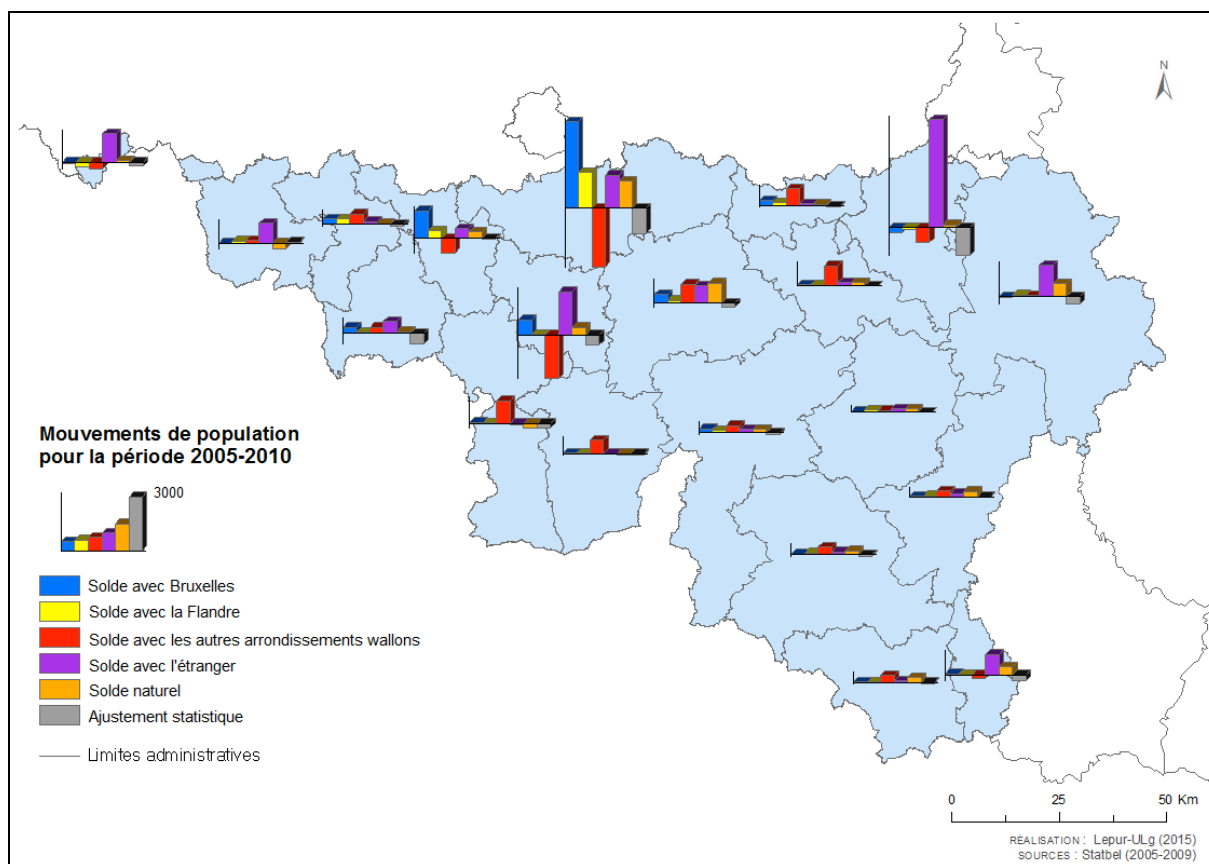 N
Mouvements de population
pour la période 2005-2010
3000
Solde avec Bruxelles
Solde avec la Flandre
Solde avec les autres arrondissements wallons
Solde avec l'étranger
Solde naturel
Ajustement statistique
Limites administratives
0 25 50 Km
RÉALISATION : Lepur-ULg (2015)
SOURCES : Statbel (2005-2009)